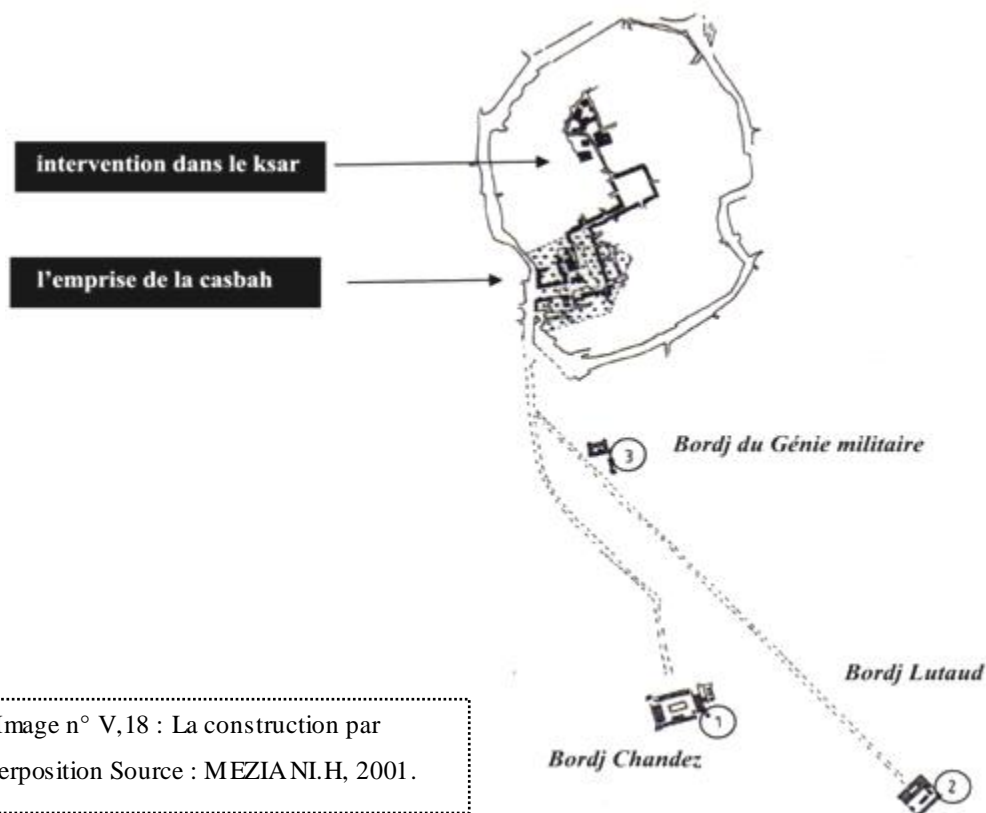 intervention dans le ksar
l'emprise de la casbah
3
Bordj du Génie militaire
Bordj Lutaud
1
Bordj Chandez
2
Image n° V,18 : La construction par
erposition Source : MEZIANI.H, 2001.